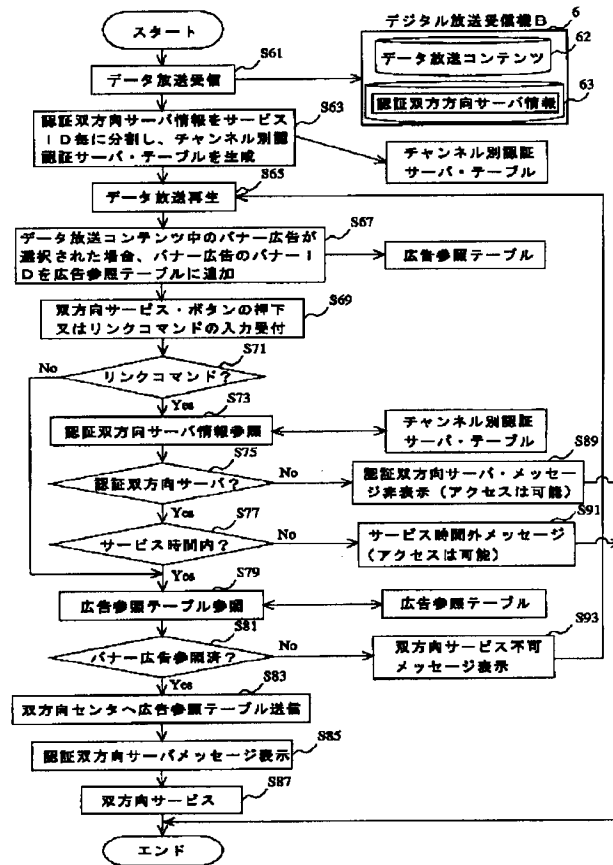 スタート
S61
データ放送受信
デジタル放送受信機B
6
62
データ放送コンテンツ
63
認証双方方向サーバ情報
S63
認証双方向サーバ情報をサービス
ID毎に分割し、チャンネル別認
認証サーバ・テーブルを生成
チャンネル別認証
サーバ・テーブル
S65
データ放送再生
S67
データ放送コンテンツ中のバナー広告が
選択された場合、バナー広告のバナーI
Dを広告参照テーブルに追加
広告参照テーブル
S69
双方向サービス・ボタンの押下
又はリンクコマンドの入力受付
S71
No
リンクコマンド？
Yes
S73
認証双方向サーバ情報参照
チャンネル別認証
サーバ・テーブル
S75
認証双方向サーバ？
No
S89
認証双方向サーバ・メッセー
ジ非表示（アクセスは可能）
Yes
S77
サービス時間内？
No
S91
サービス時間外メッセージ
（アクセスは可能）
Yes
S79
広告参照テーブル参照
広告参照テーブル
S81
バナー広告参照済？
No
S93
双方向サービス不可
メッセージ表示
Yes
S83
双方向センタへ広告参照テーブル送信
S85
認証双方向サーバメッセージ表示
S87
双方向サービス
エンド